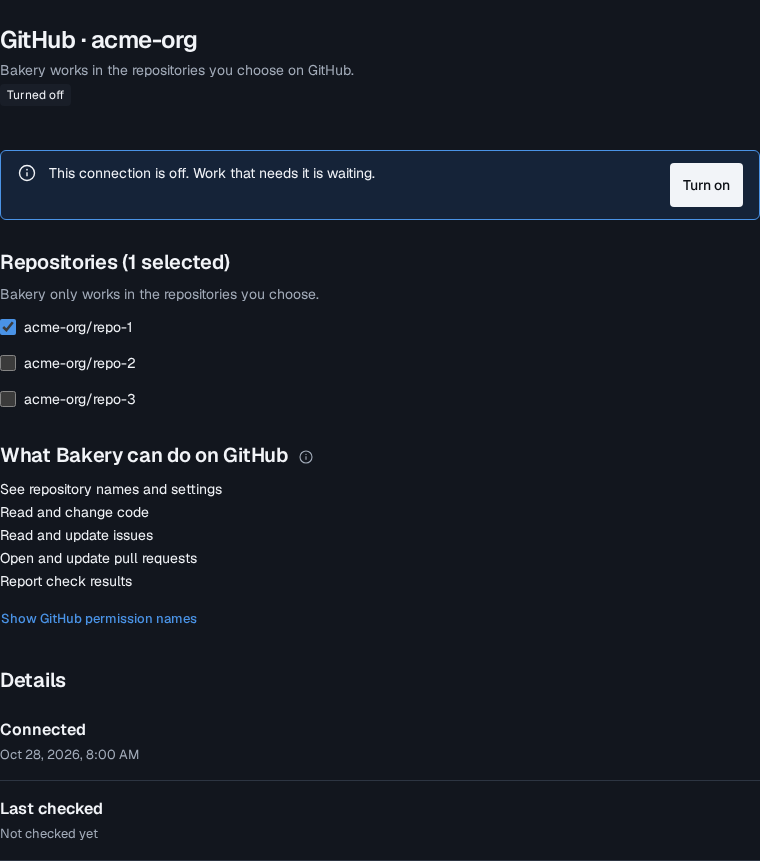 GitHub · acme-org
Bakery works in the repositories you choose on GitHub.
Turned off
This connection is off. Work that needs it is waiting.
Turn on
Repositories (1 selected)
Bakery only works in the repositories you choose.
acme-org/repo-1
acme-org/repo-2
acme-org/repo-3
What Bakery can do on GitHub
See repository names and settings
Read and change code
Read and update issues
Open and update pull requests
Report check results
Show GitHub permission names
Details
Connected
Oct 28, 2026, 8:00 AM
Last checked
Not checked yet